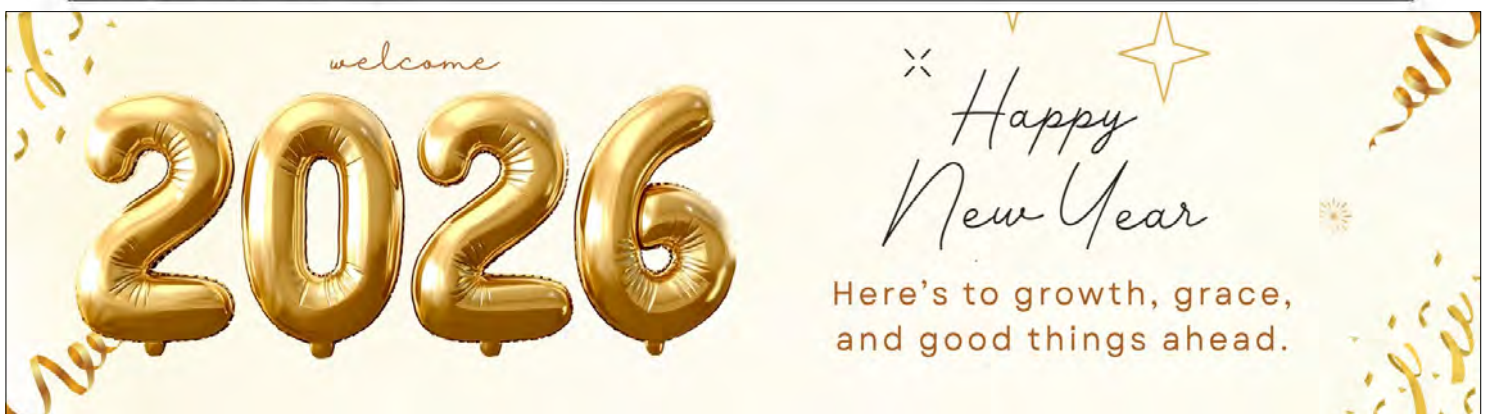 welcome
2026
Happy
New Year
Here's to growth, grace,
and good things ahead.